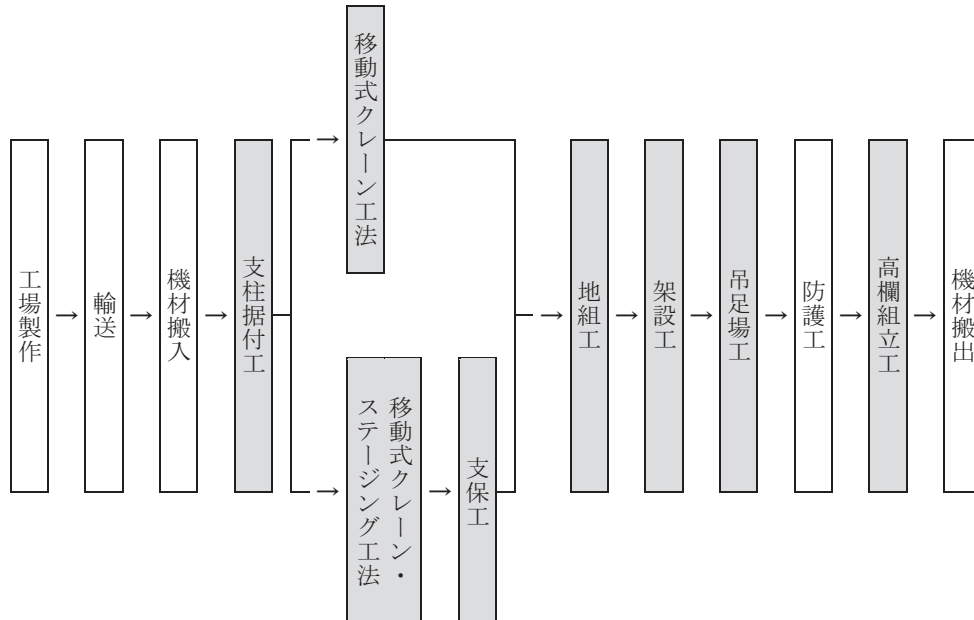 工場製作
輸送
機材搬入
支柱据付工
移動式クレーン工法
移動式クレーン・
ステージング工法
支保工
地組工
架設工
吊足場工
防護工
高欄組立工
機材搬出